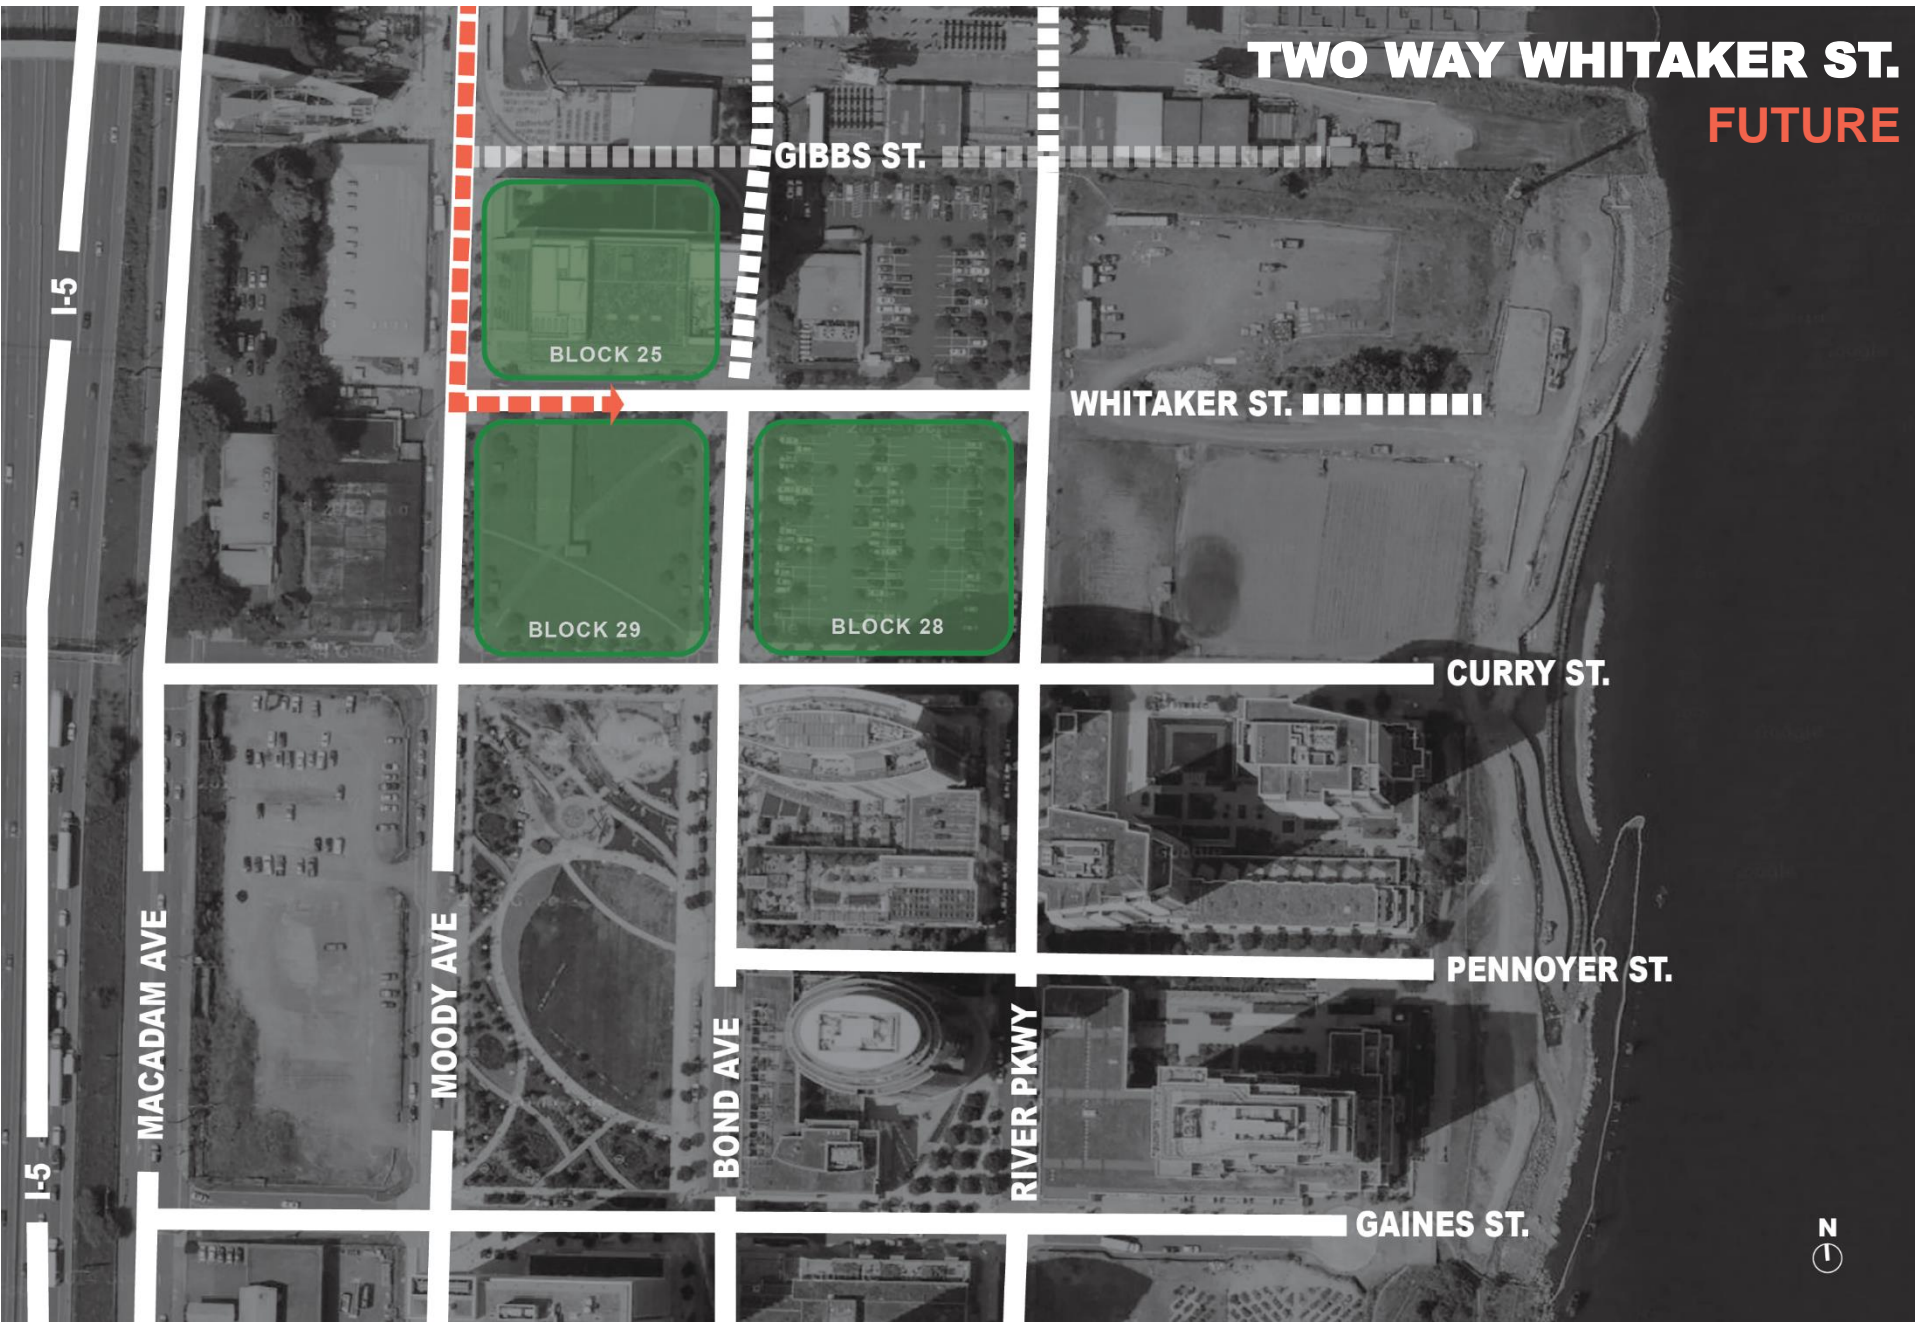 TWO WAY WHITAKER ST.
FUTURE
GIBBS ST.
I-5
BLOCK 25
WHITAKER ST.
BLOCK 29
BLOCK 28
CURRY ST.
MACADAM AVE
MOODY AVE
BOND AVE
RIVER PKWY
PENNOYER ST.
I-5
GAINES ST.
N